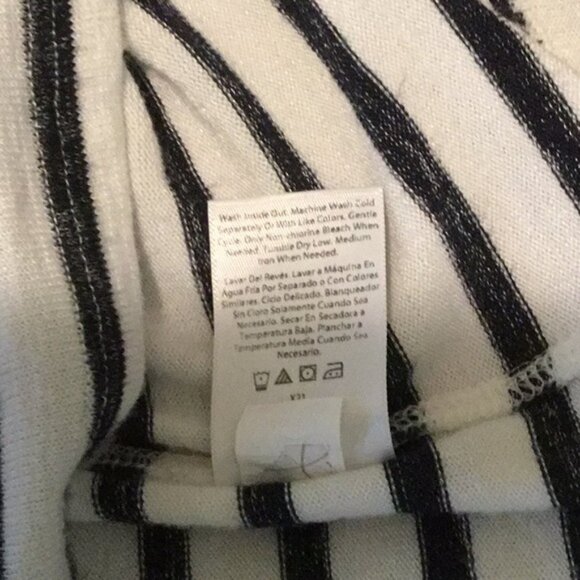 Wash Inside Out. Machine Wash Cold
Separately Or With Like Colors. Gentle
Cycle. Only Non-chlorine Bleach When
Needed. Tumble Dry Low. Medium
Iron When Needed.
Lavar Del Revés. Lavar a Máquina En
Agua Fría Por Separado o Con Colores
Similares. Ciclo Delicado. Blanqueador
Sin Cloro Solamente Cuando Sea
Necesario. Secar En Secadora a
Temperatura Baja. Planchar a
Temperatura Media Cuando Sea
Necesario.